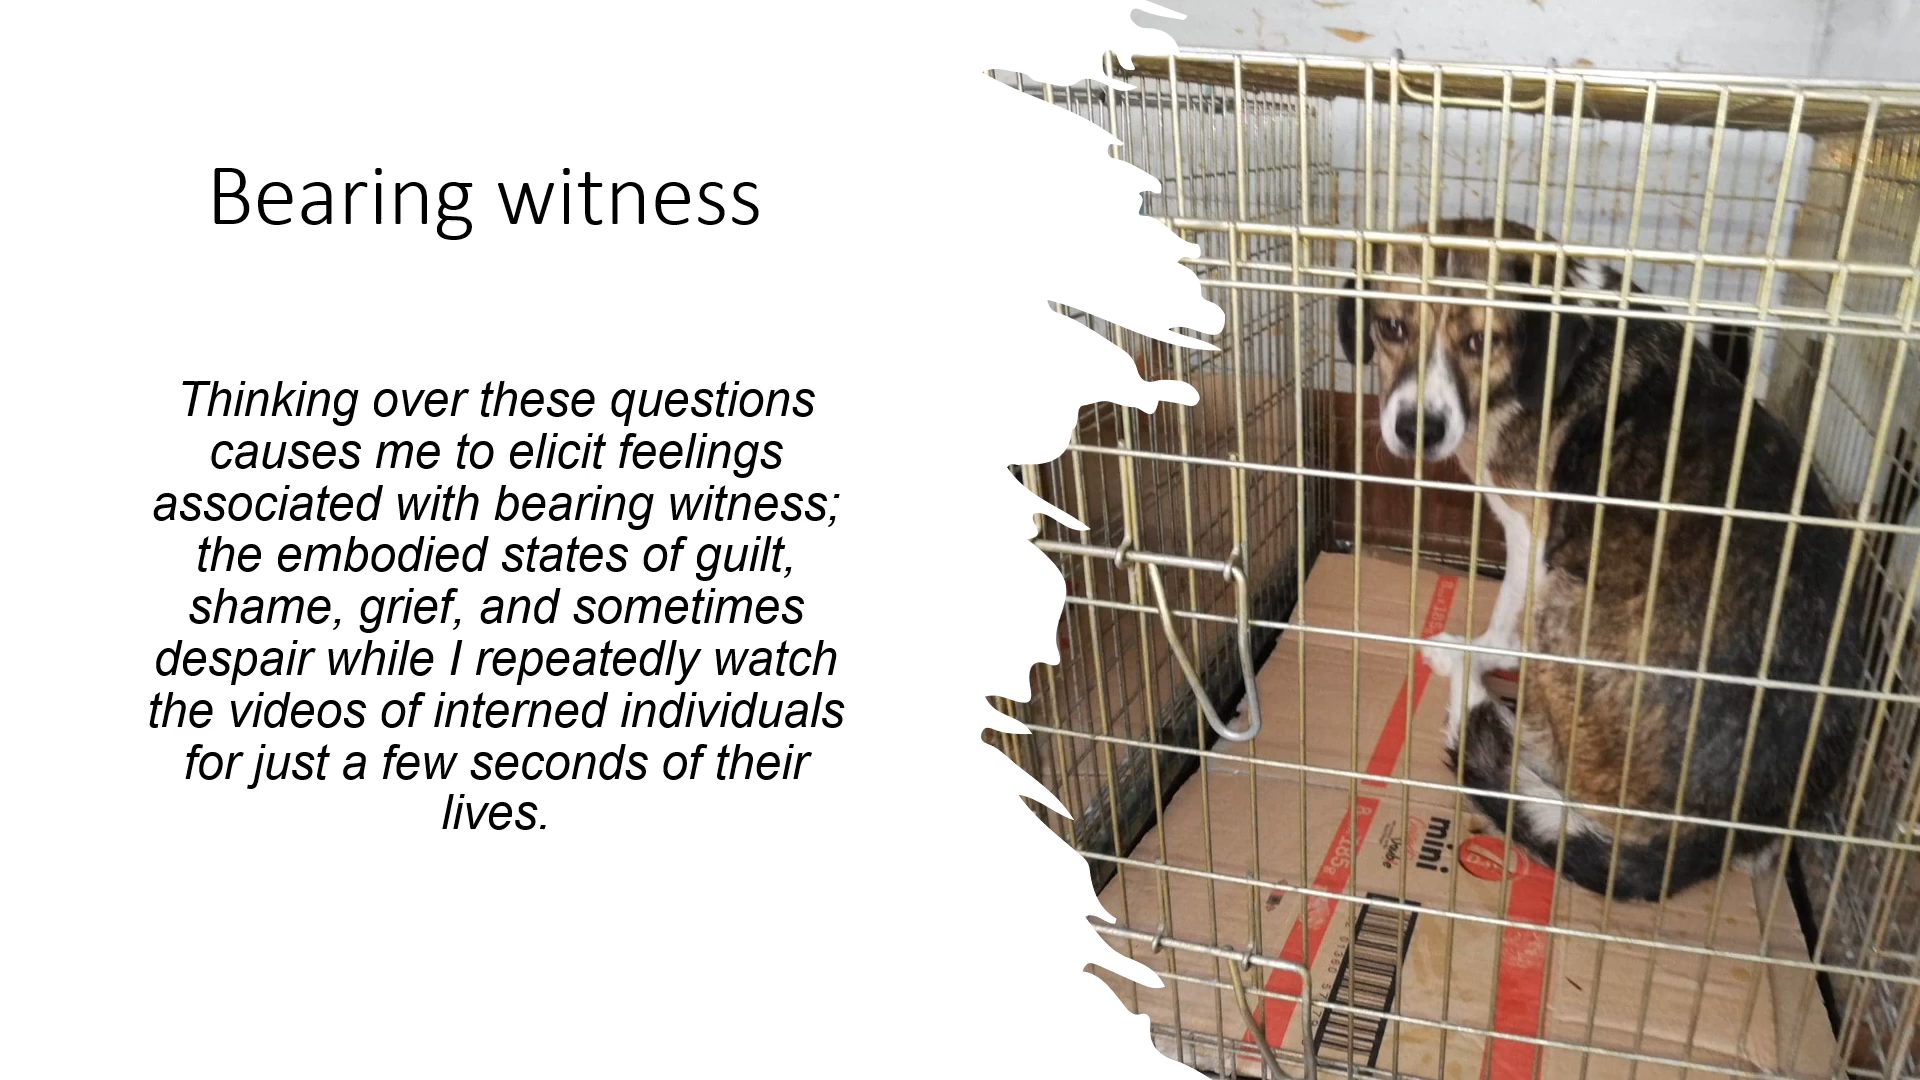 Bearing witness
Thinking over these questions
causes me to elicit feelings
associated with bearing witness;
the embodied states of guilt,
shame, grief, and sometimes
despair while I repeatedly watch
the videos of interned individuals
for just a few seconds of their
lives.
mini